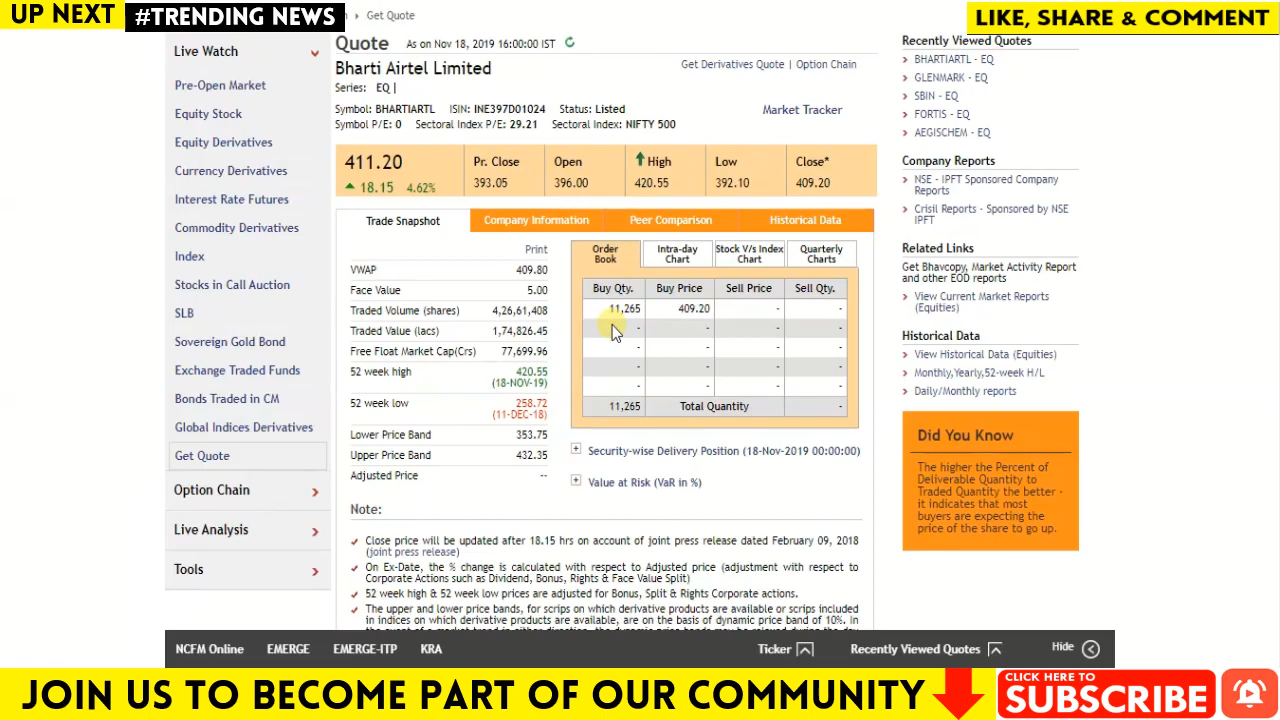 UP NEXT
#TRENDING NEWS
Get Quote
LIKE, SHARE & COMMENT
Live Watch
Pre-Open Market
Equity Stock
Equity Derivatives
Currency Derivatives
Interest Rate Futures
Commodity Derivatives
Index
Stocks in Call Auction
SLB
Sovereign Gold Bond
Exchange Traded Funds
Bonds Traded in CM
Global Indices Derivatives
Get Quote
Option Chain
Live Analysis
Tools
Quote As on Nov 18, 2019 16:00:00 IST
Bharti Airtel Limited
Get Derivatives Quote | Option Chain
Series: EQ |
Symbol: BHARTIARTL ISIN: INE397D01024 Status: Listed
Market Tracker
Symbol P/E: 0 Sectoral Index P/E: 29.21 Sectoral Index: NIFTY 500
411.20 Pr. Close Open High Low Close*
18.15 4.62% 393.05 396.00 420.55 392.10 409.20
Trade Snapshot Company Information Peer Comparison Historical Data
Print
VWAP 409.80
Face Value 5.00
Traded Volume (shares) 4,26,61,408
Traded Value (lacs) 1,74,826.45
Free Float Market Cap(Crs) 77,699.96
52 week high 420.55
(18-NOV-19)
52 week low 258.72
(11-DEC-18)
Lower Price Band 353.75
Upper Price Band 432.35
Adjusted Price --
Order Intra-day Stock V/s Index Quarterly
Book Chart Chart Charts
Buy Qty. Buy Price Sell Price Sell Qty.
11,265 409.20 - -
- - - -
- - - -
- - - -
- - - -
11,265 Total Quantity -
+ Security-wise Delivery Position (18-Nov-2019 00:00:00)
+ Value at Risk (VaR in %)
Note:
Close price will be updated after 18.15 hrs on account of joint press release dated February 09, 2018
(joint press release)
On Ex-Date, the % change is calculated with respect to Adjusted price (adjustment with respect to
Corporate Actions such as Dividend, Bonus, Rights & Face Value Split)
52 week high & 52 week low prices are adjusted for Bonus, Split & Rights Corporate actions.
The upper and lower price bands, for scrips on which derivative products are available or scrips included
in indices on which derivative products are available, are on the basis of dynamic price band of 10%. In
Recently Viewed Quotes
BHARTIARTL - EQ
GLENMARK - EQ
SBIN - EQ
FORTIS - EQ
AEGISCHEM - EQ
Company Reports
NSE - IPFT Sponsored Company
Reports
Crisil Reports - Sponsored by NSE
IPFT
Related Links
Get Bhavcopy, Market Activity Report
and other EOD reports
View Current Market Reports
(Equities)
Historical Data
View Historical Data (Equities)
Monthly,Yearly,52-week H/L
Daily/Monthly reports
Did You Know
The higher the Percent of
Deliverable Quantity to
Traded Quantity the better -
it indicates that most
buyers are expecting the
price of the share to go up.
NCFM Online EMERGE EMERGE-ITP KRA Ticker Recently Viewed Quotes Hide
JOIN US TO BECOME PART OF OUR COMMUNITY
CLICK HERE TO
SUBSCRIBE